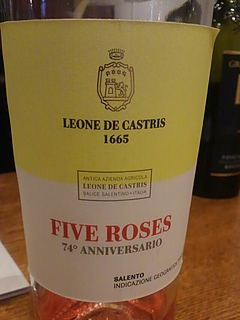 LEONE DE CASTRIS
1665
ANTICA AZIENDA AGRICOLA
LEONE DE CASTRIS
SALICE SALENTINO • ITALIA
FIVE ROSES
74° ANNIVERSARIO
SALENTO
INDICAZIONE